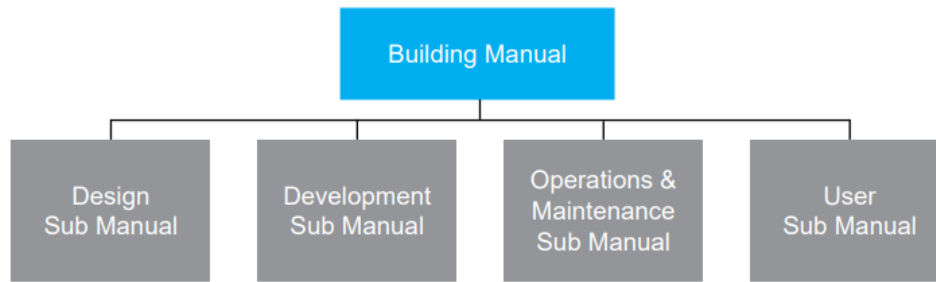 Building Manual
Design
Sub Manual
Development
Sub Manual
Operations &
Maintenance
Sub Manual
User
Sub Manual